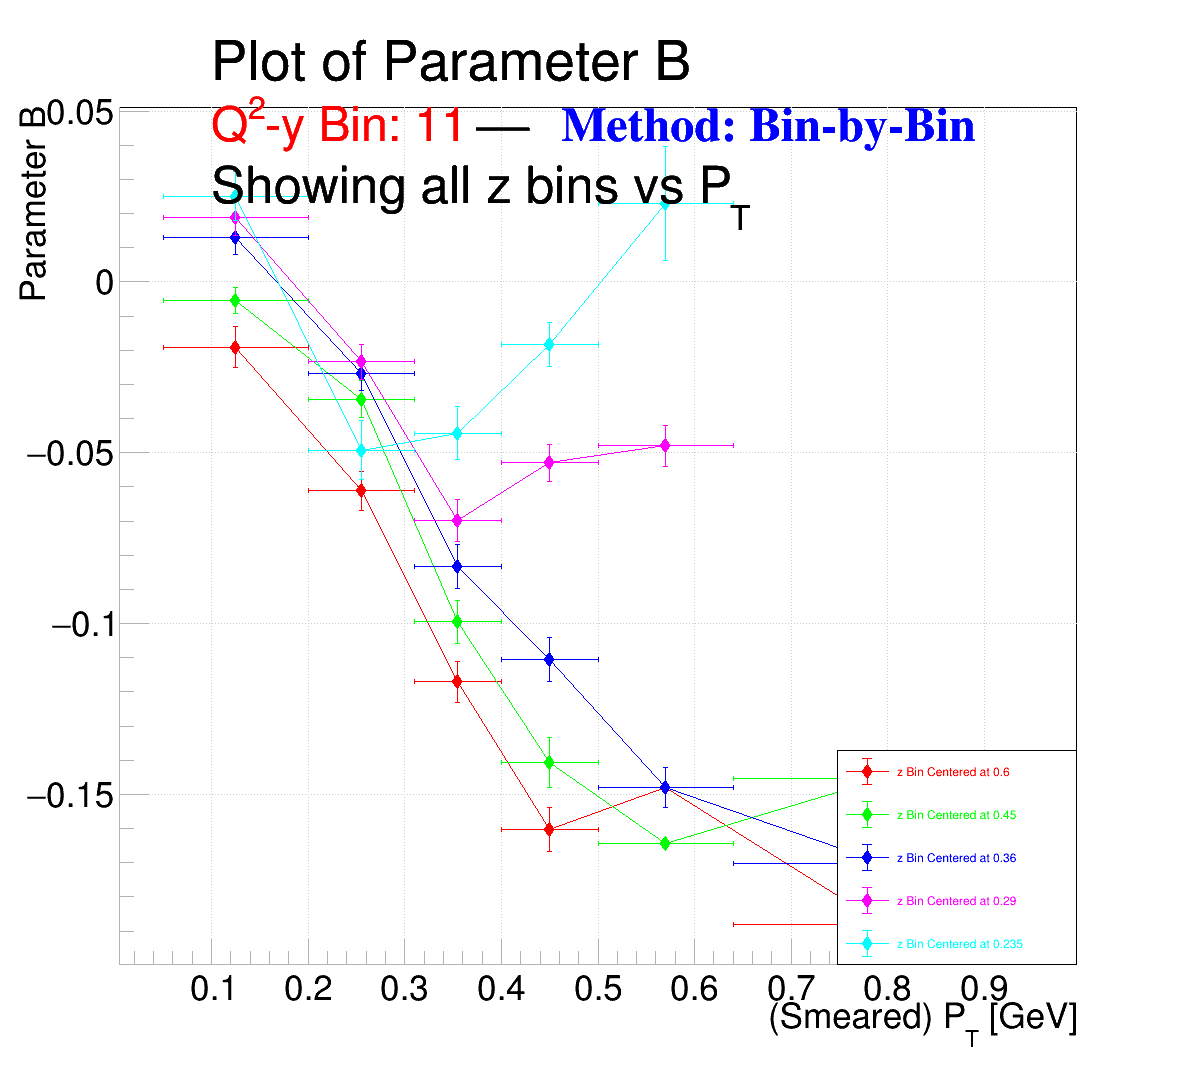 Plot of Parameter B
Q²-y Bin: 11 — Method: Bin-by-Bin
Showing all z bins vs P_T
Parameter B
0.05
0
−0.05
−0.1
−0.15
z Bin Centered at 0.6
z Bin Centered at 0.45
z Bin Centered at 0.36
z Bin Centered at 0.29
z Bin Centered at 0.235
0.1 0.2 0.3 0.4 0.5 0.6 0.7 0.8 0.9
(Smeared) P_T [GeV]